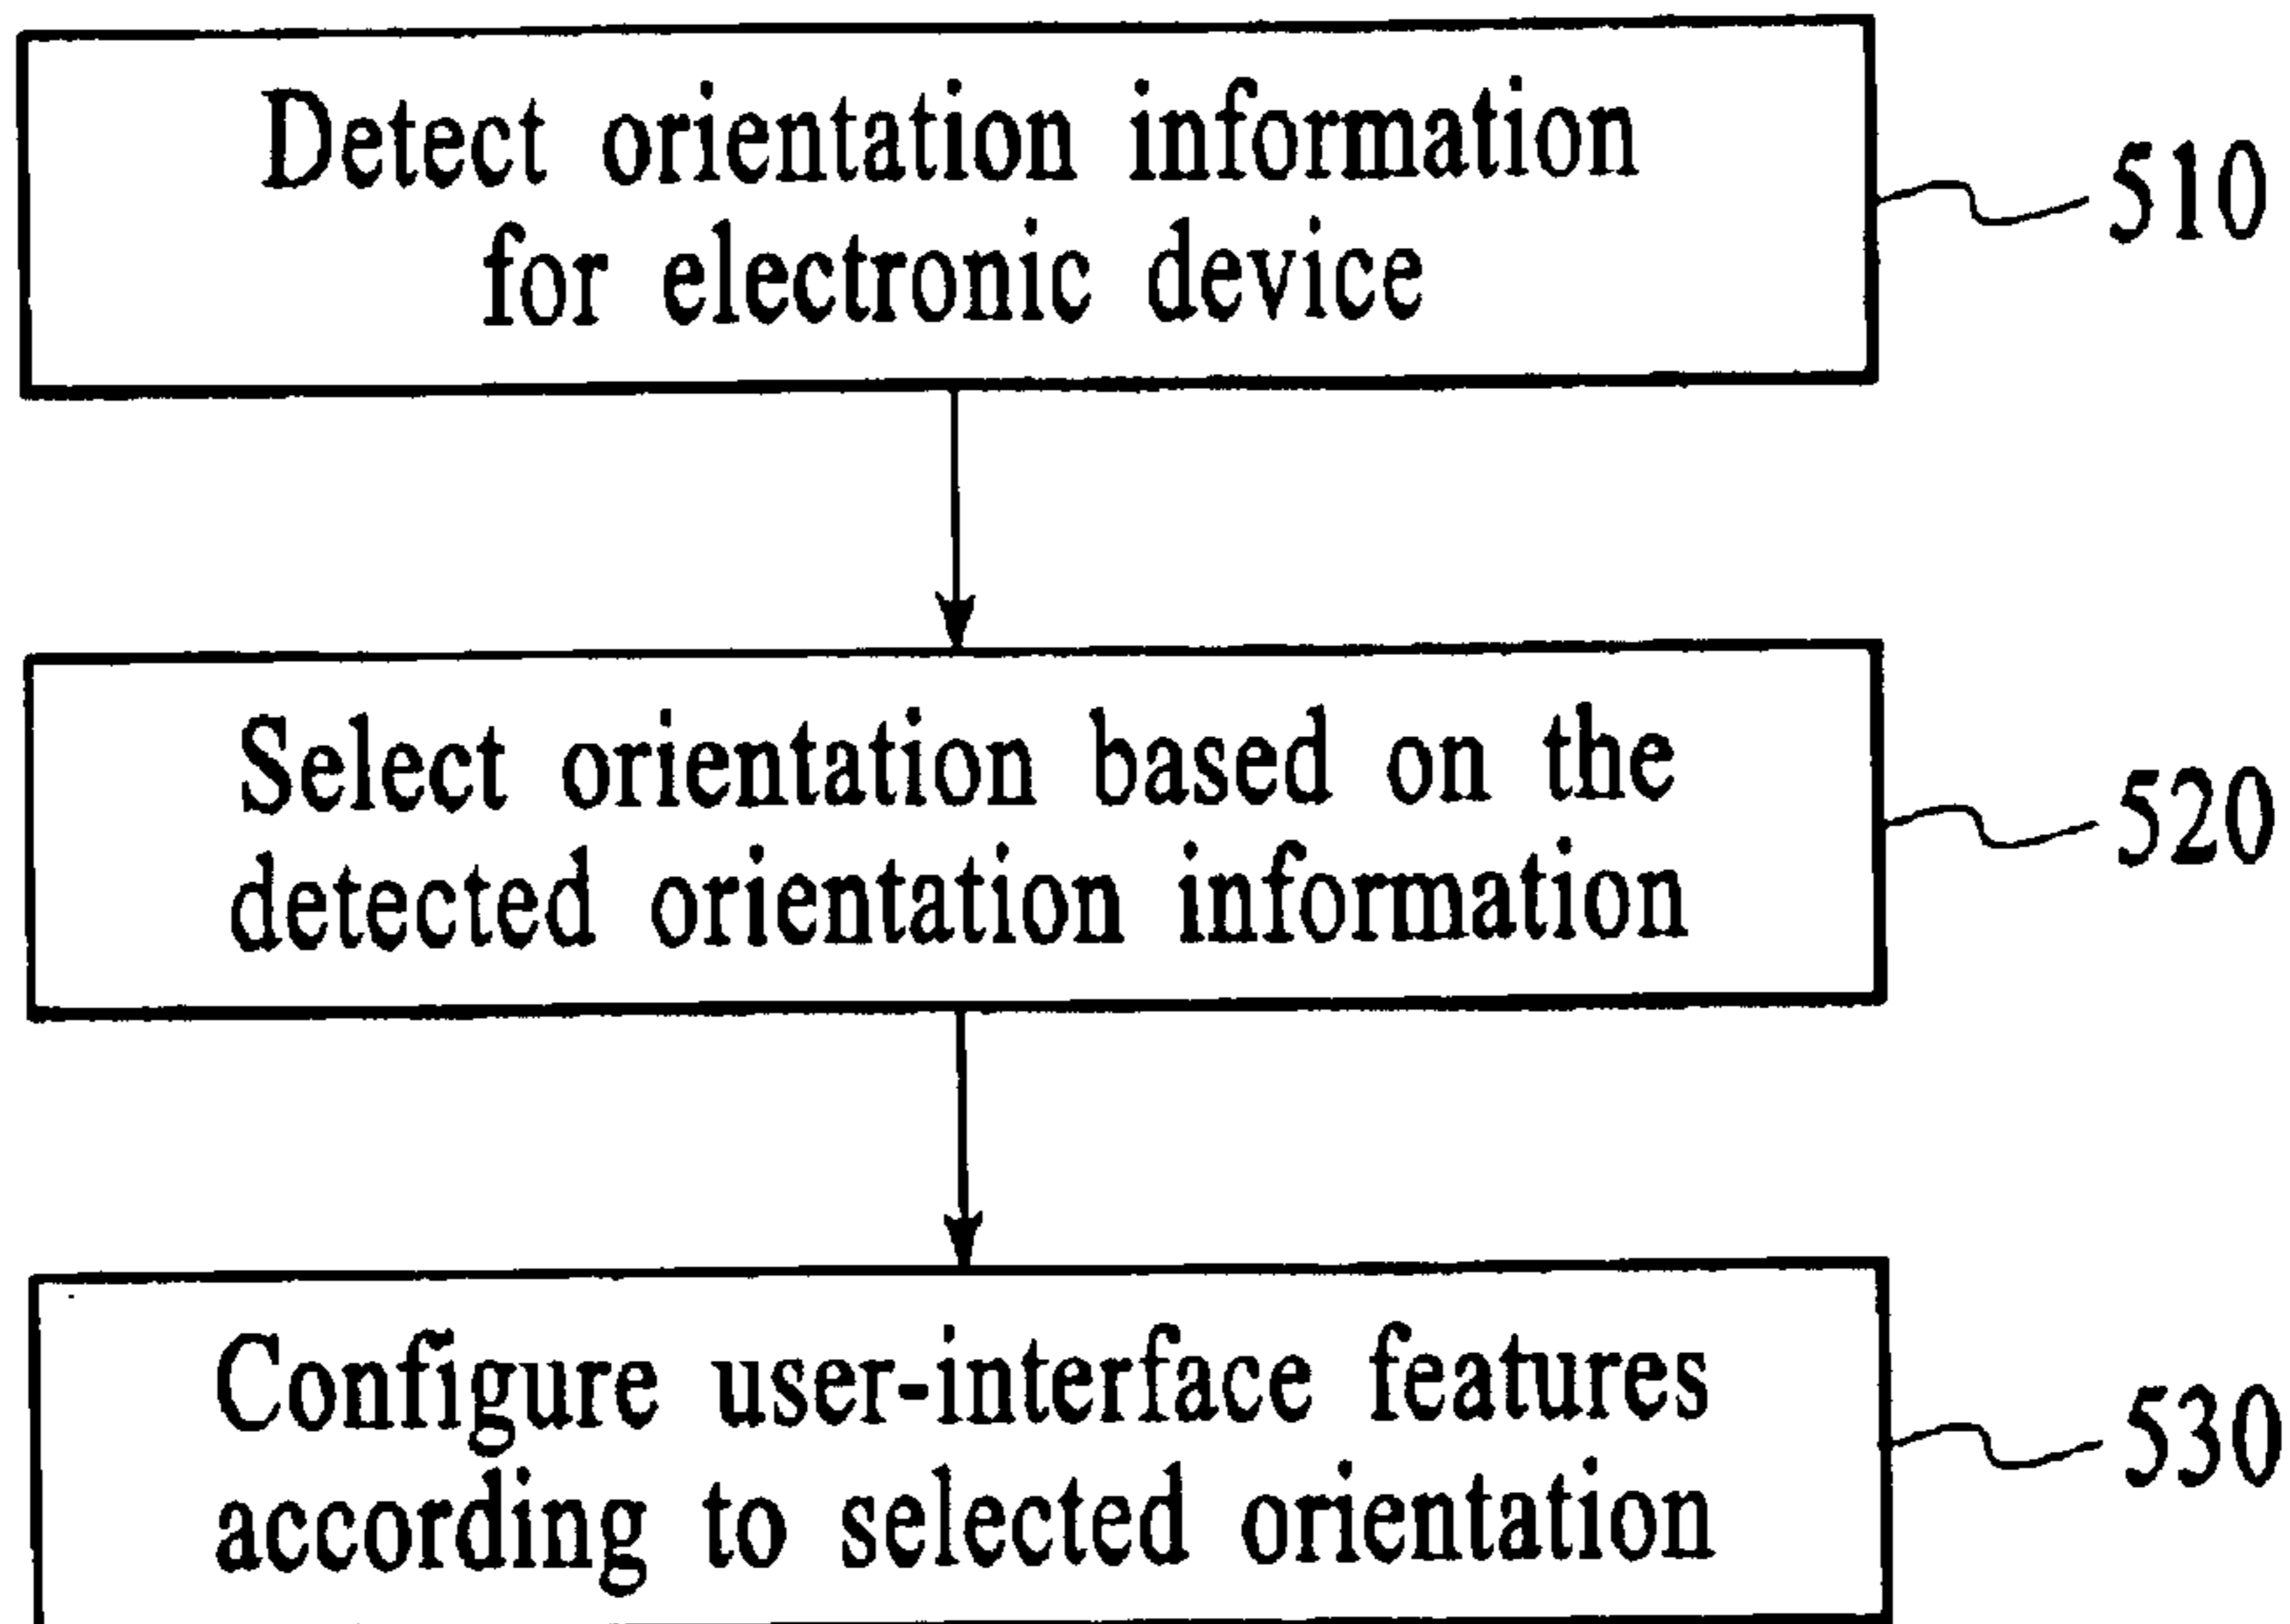 Detect orientation information
for electronic device
510
Select orientation based on the
detected orientation information
520
Configure user-interface features
according to selected orientation
530